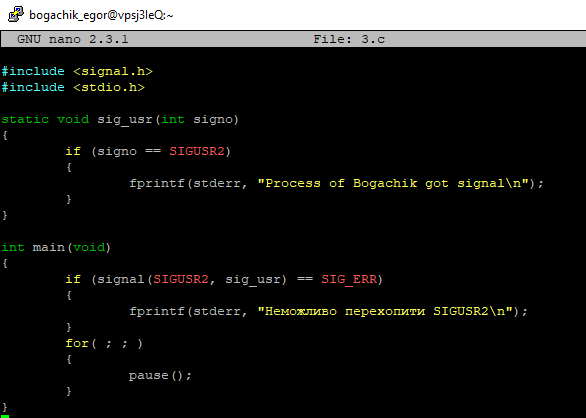 bogachik_egor@vpsj3leQ:~
GNU nano 2.3.1 File: 3.c
#include <signal.h>
#include <stdio.h>
static void sig_usr(int signo)
{
if (signo == SIGUSR2)
{
fprintf(stderr, "Process of Bogachik got signal\n");
}
}
int main(void)
{
if (signal(SIGUSR2, sig_usr) == SIG_ERR)
{
fprintf(stderr, "Неможливо перехопити SIGUSR2\n");
}
for( ; ; )
{
pause();
}
}